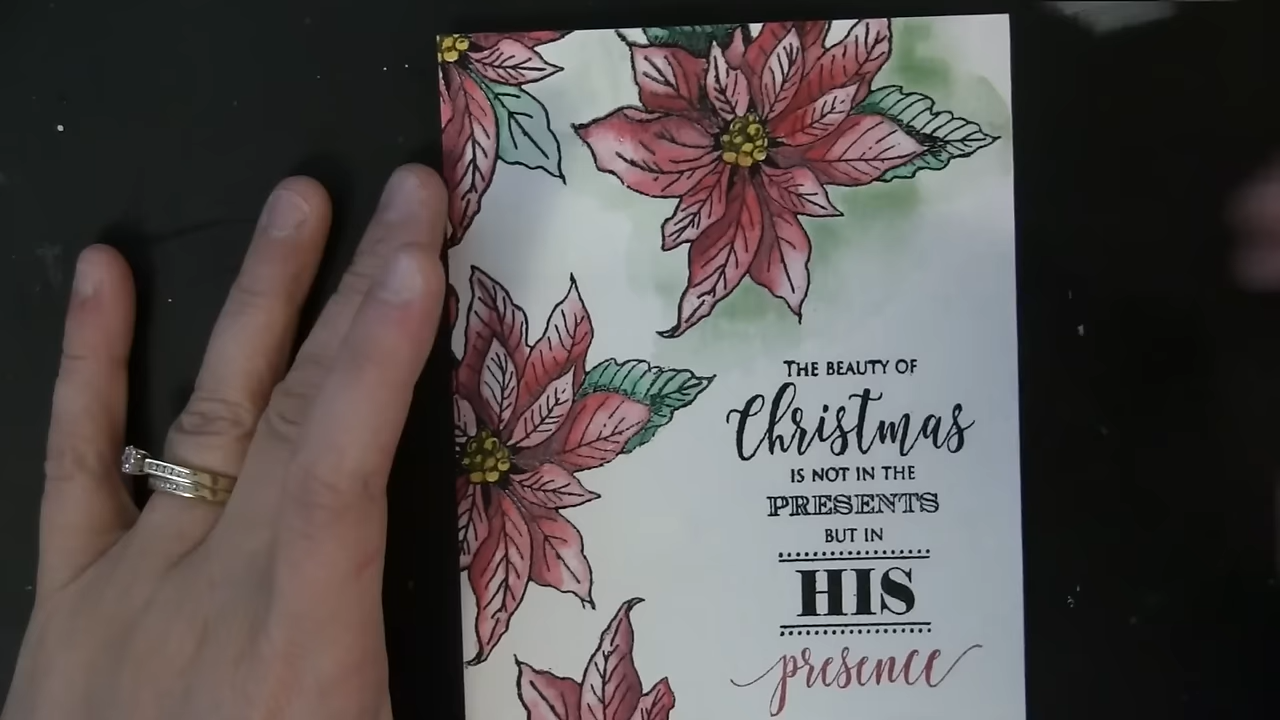 THE BEAUTY OF
Christmas
IS NOT IN THE
PRESENTS
BUT IN
HIS
presence